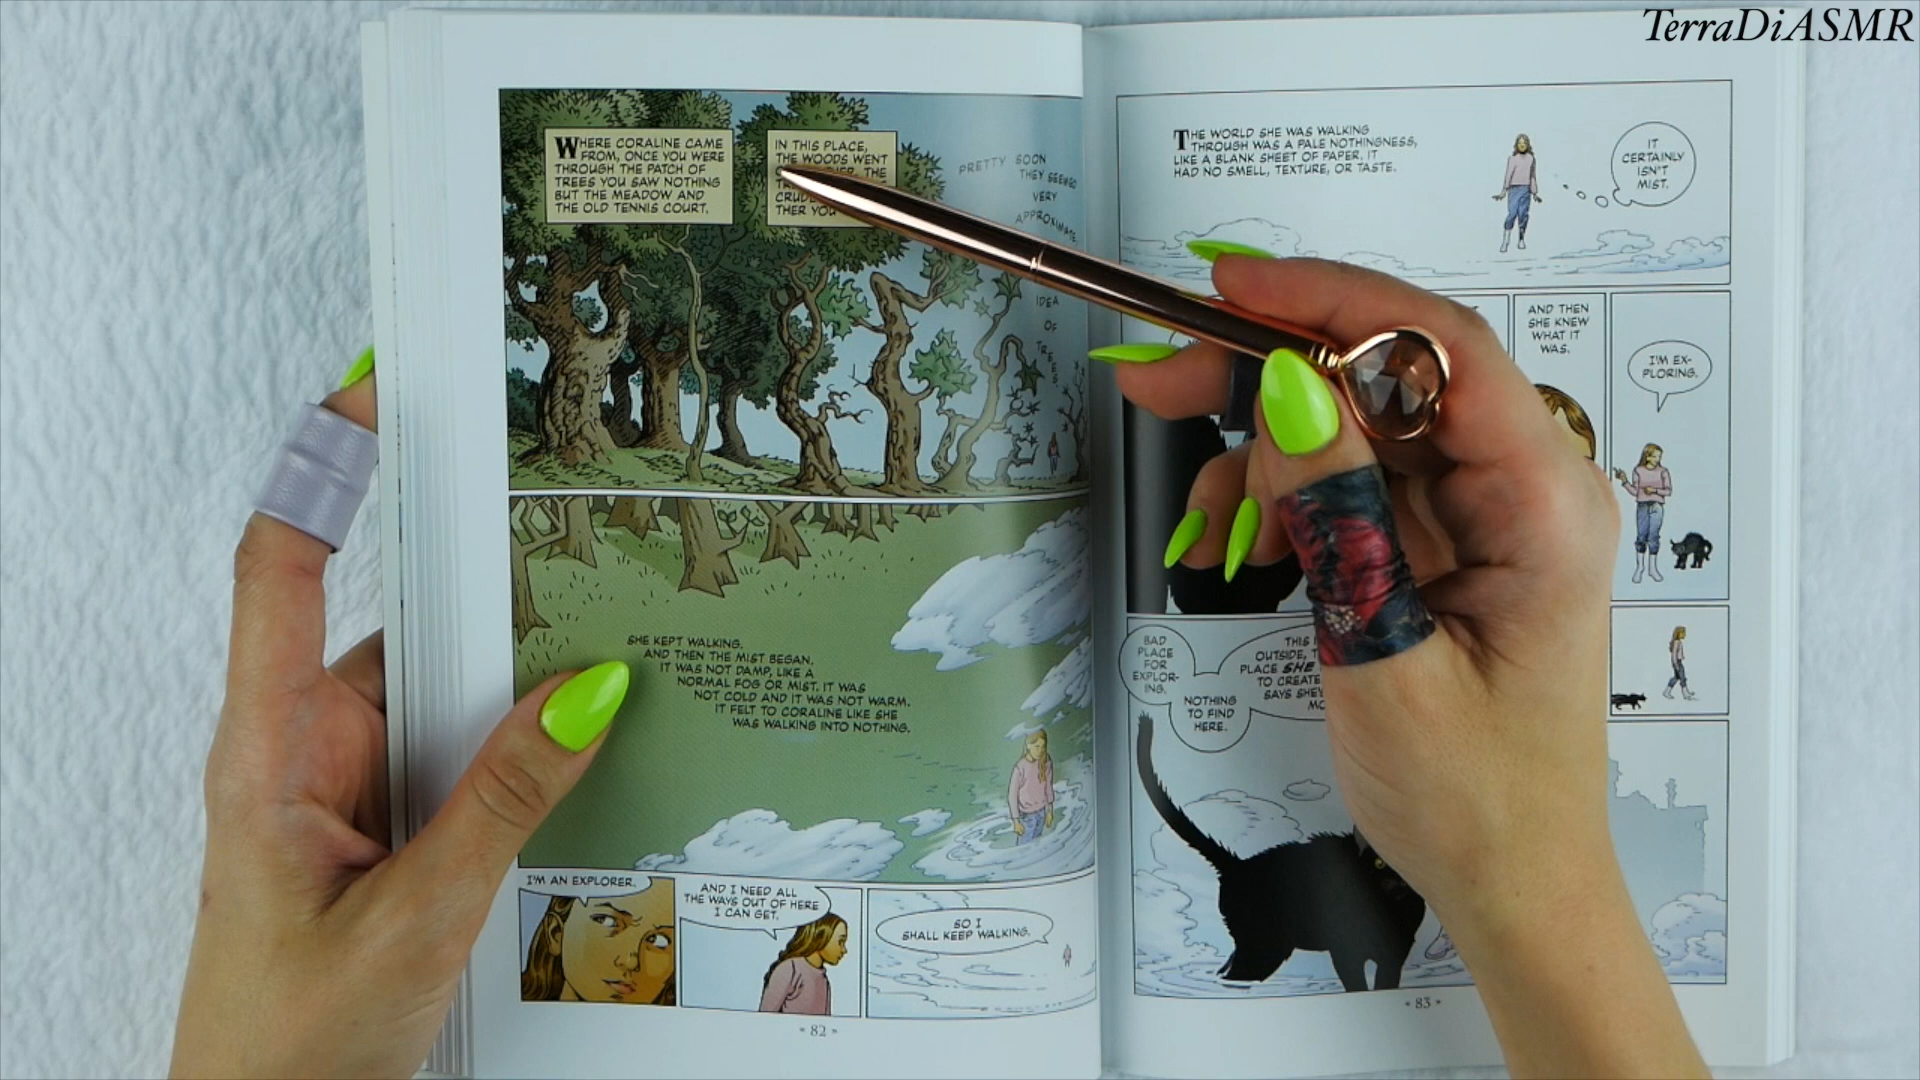 TerraDiASMR
WHERE CORALINE CAME
FROM, ONCE YOU WERE
THROUGH THE PATCH OF
TREES YOU SAW NOTHING
BUT THE MEADOW AND
THE OLD TENNIS COURT.
IN THIS PLACE,
THE WOODS WENT
THE
CRUD
THER YOU
PRETTY SOON
THEY SEEMED
VERY
APPROXIMATE,
IDEA
OF
TREES.
SHE KEPT WALKING.
AND THEN THE MIST BEGAN.
IT WAS NOT DAMP, LIKE A
NORMAL FOG OR MIST. IT WAS
NOT COLD AND IT WAS NOT WARM.
IT FELT TO CORALINE LIKE SHE
WAS WALKING INTO NOTHING.
I'M AN EXPLORER.
AND I NEED ALL
THE WAYS OUT OF HERE
I CAN GET.
SO I
SHALL KEEP WALKING.
82
THE WORLD SHE WAS WALKING
THROUGH WAS A PALE NOTHINGNESS,
LIKE A BLANK SHEET OF PAPER. IT
HAD NO SMELL, TEXTURE, OR TASTE.
IT
CERTAINLY
ISN'T
MIST.
AND THEN
SHE KNEW
WHAT IT
WAS.
I'M EX-
PLORING.
BAD
PLACE
FOR
EXPLOR-
ING.
NOTHING
TO FIND
HERE.
THIS
OUTSIDE,
PLACE SHE
TO CREATE
SAYS SHE'
83